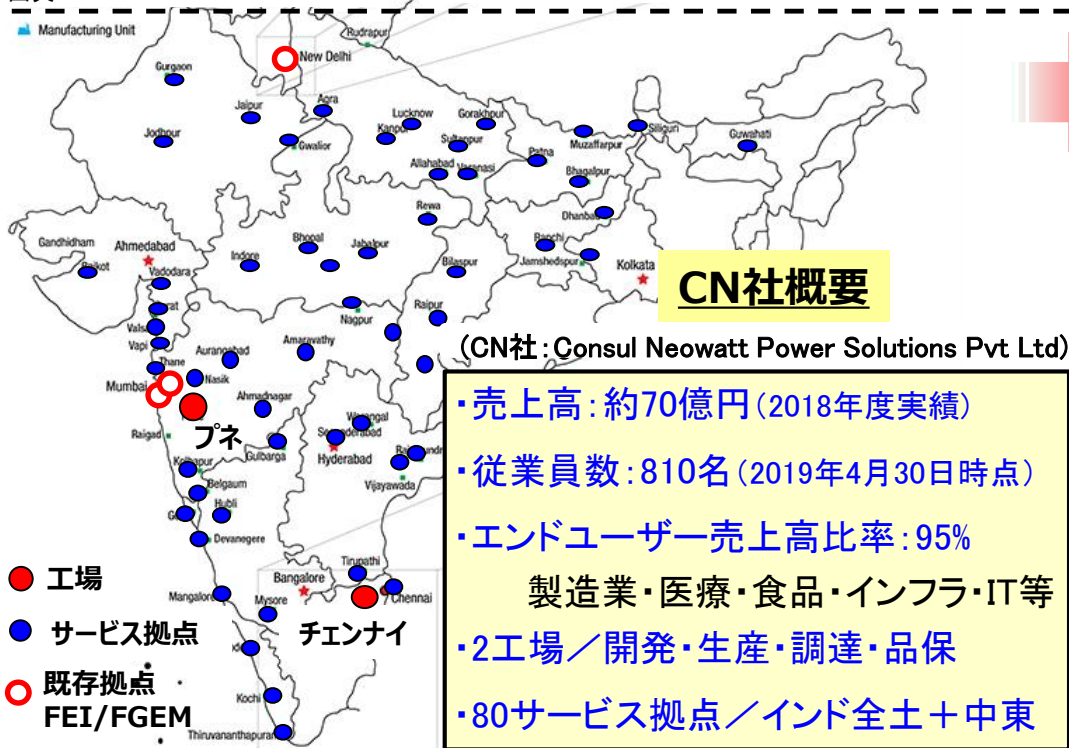 Manufacturing Unit
Rudrapur
New Delhi
Gurgaon
Jaipur
Agra
Lucknow
Gorakhpur
Jodhpur
Gwalior
Kanpur
Sultanpur
Muzaffarpur
Siliguri
Guwahati
Allahabad
Varanasi
Patna
Bhagalpur
Rewa
Dhanbad
Gandhidham
Ahmedabad
Indore
Bhopal
Jabalpur
Bilaspur
Ranchi
Jamshedpur
Kolkata
Vadodara
CN社概要
Nagpur
Raipur
Vapi
Aurangabad
Amaravathy
(CN社:Consul Neowatt Power Solutions Pvt Ltd)
Thane
Nasik
Mumbai
Ahmadnagar
・売上高:約70億円(2018年度実績)
プネ
Raigad
Gulbarga
Hyderabad
Vijayawada
・従業員数:810名(2019年4月30日時点)
Belgaum
Hubli
Devanegere
・エンドユーザー売上高比率:95%
製造業・医療・食品・インフラ・IT等
Tirupathi
Bangalore
Chennai
工場
Mangalore
Mysore
チェンナイ
サービス拠点
・2工場/開発・生産・調達・品保
既存拠点
FEI/FGEM
Kochi
・80サービス拠点/インド全土+中東
Thiruvananthapuram